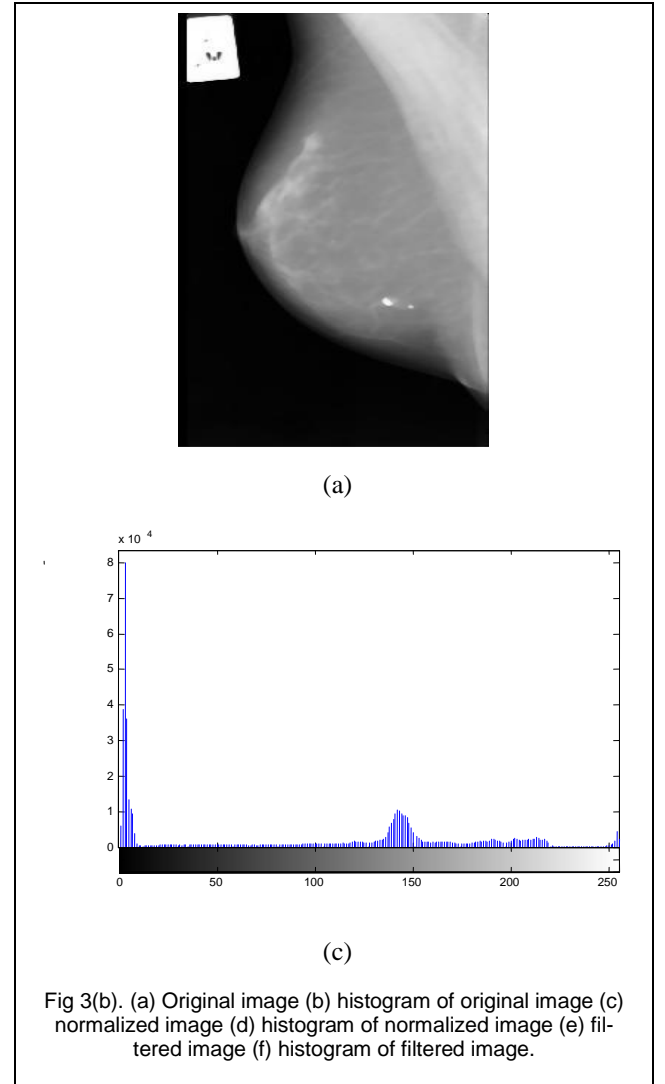 (a)
x 10 4
8
7
6
5
4
3
2
1
0
0 50 100 150 200 250
(c)
Fig 3(b). (a) Original image (b) histogram of original image (c)
normalized image (d) histogram of normalized image (e) fil-
tered image (f) histogram of filtered image.